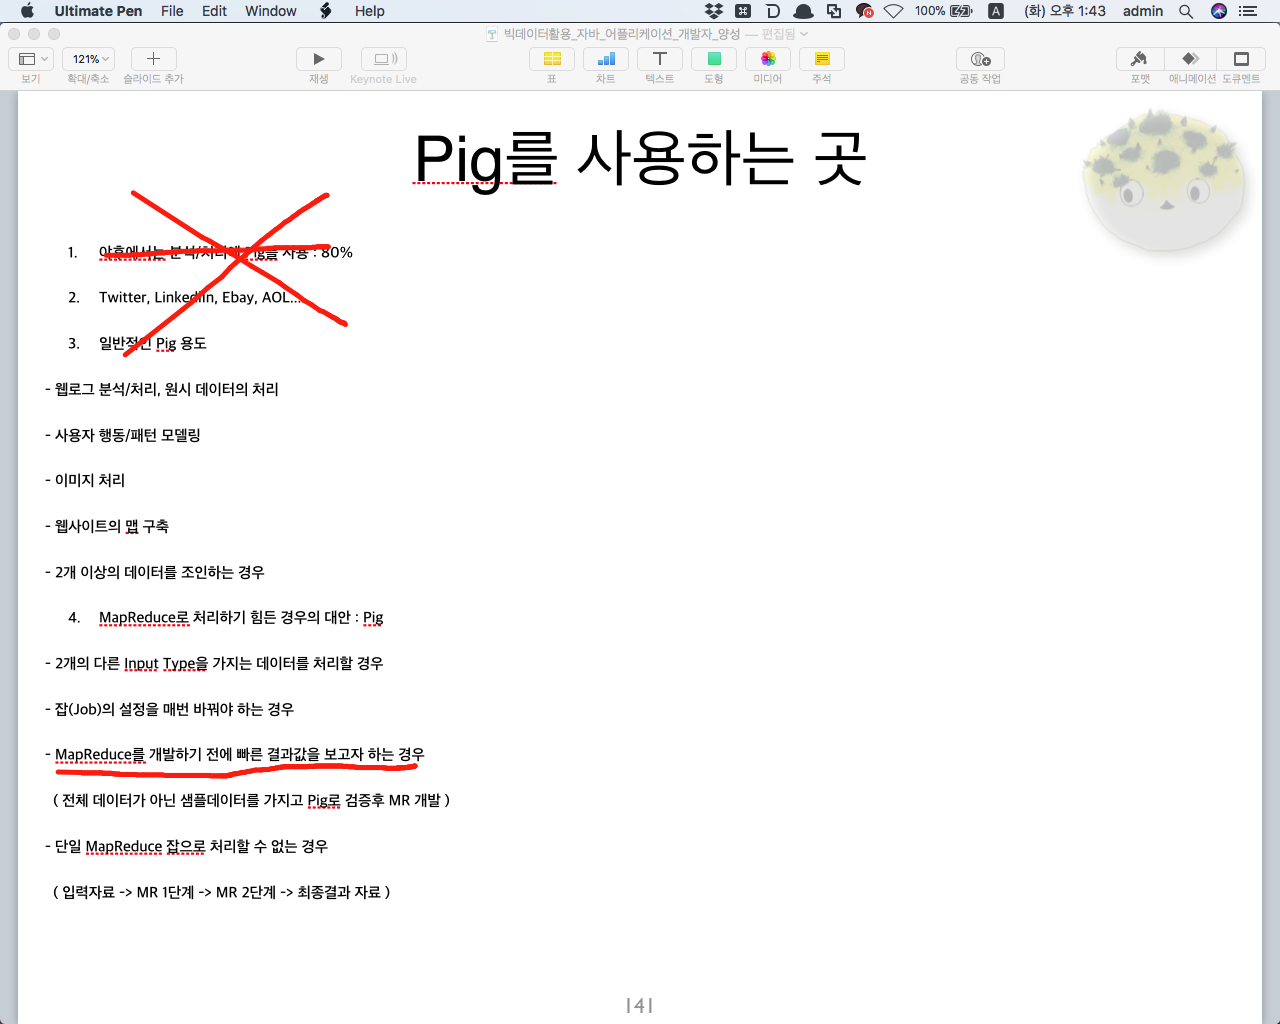 Ultimate Pen File Edit Window Help 100% A (화) 오후 1:43 admin
빅데이터활용_자바_어플리케이션_개발자_양성 — 편집됨
121%
보기 확대/축소 슬라이드 추가 재생 Keynote Live 표 차트 텍스트 도형 미디어 주석 공동 작업 포맷 애니메이션 도큐멘트
Pig를 사용하는 곳
1. 야후에서는 분석/처리에 Pig를 사용 : 80%
2. Twitter, LinkedIn, Ebay, AOL...
3. 일반적인 Pig 용도
- 웹로그 분석/처리, 원시 데이터의 처리
- 사용자 행동/패턴 모델링
- 이미지 처리
- 웹사이트의 맵 구축
- 2개 이상의 데이터를 조인하는 경우
4. MapReduce로 처리하기 힘든 경우의 대안 : Pig
- 2개의 다른 Input Type을 가지는 데이터를 처리할 경우
- 잡(Job)의 설정을 매번 바꿔야 하는 경우
- MapReduce를 개발하기 전에 빠른 결과값을 보고자 하는 경우
( 전체 데이터가 아닌 샘플데이터를 가지고 Pig로 검증후 MR 개발 )
- 단일 MapReduce 잡으로 처리할 수 없는 경우
( 입력자료 -> MR 1단계 -> MR 2단계 -> 최종결과 자료 )
141